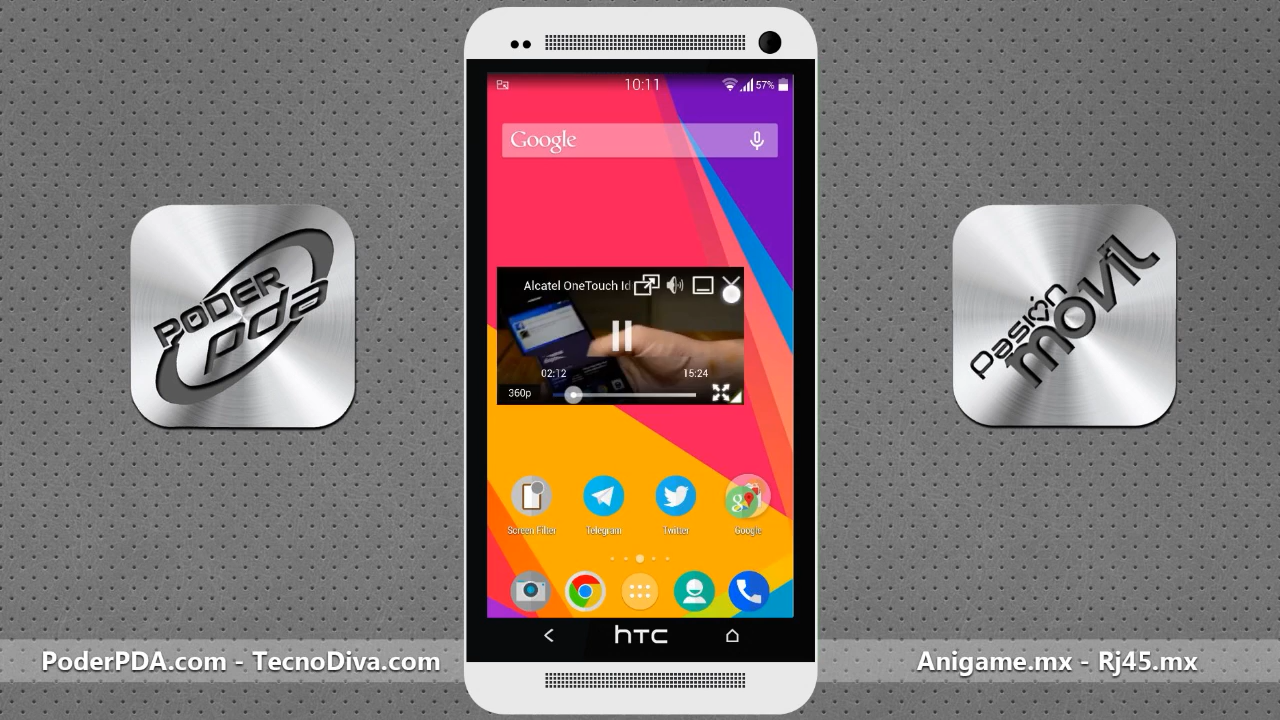 10:11
57%
Google
Alcatel OneTouch Id
02:12
15:24
360p
Screen Filter
Telegram
Twitter
Google
hTC
PODER
pda
Pasión
movil
PoderPDA.com - TecnoDiva.com
Anigame.mx - Rj45.mx